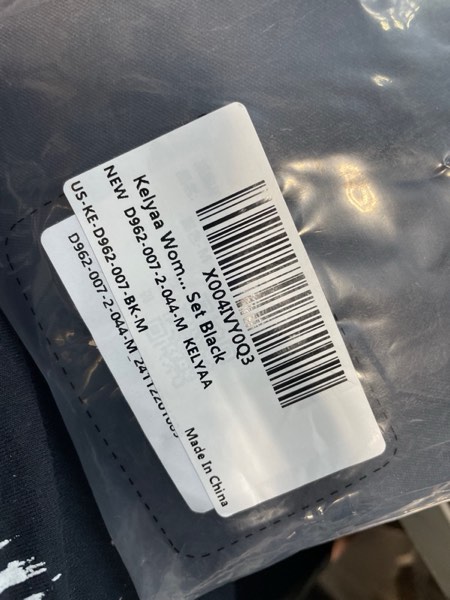 X004IVY0Q3
Kelyaa Wom... Set Black
NEW D962-007-2-044-M KELYAA
US-KE-D962-007-BK-M
Made In China
D962-007-2-044-M